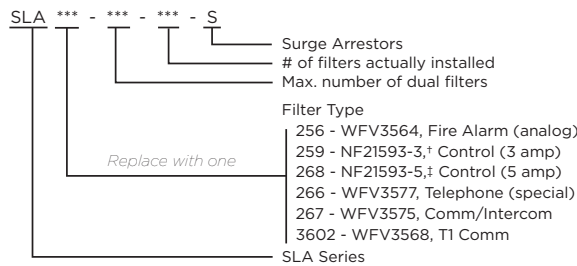 SLA *** - *** - *** - S
Surge Arrestors
# of filters actually installed
Max. number of dual filters
Filter Type
256 - WFV3564, Fire Alarm (analog)
259 - NF21593-3,† Control (3 amp)
Replace with one
268 - NF21593-5,‡ Control (5 amp)
266 - WFV3577, Telephone (special)
267 - WFV3575, Comm/Intercom
3602 - WFV3568, T1 Comm
SLA Series